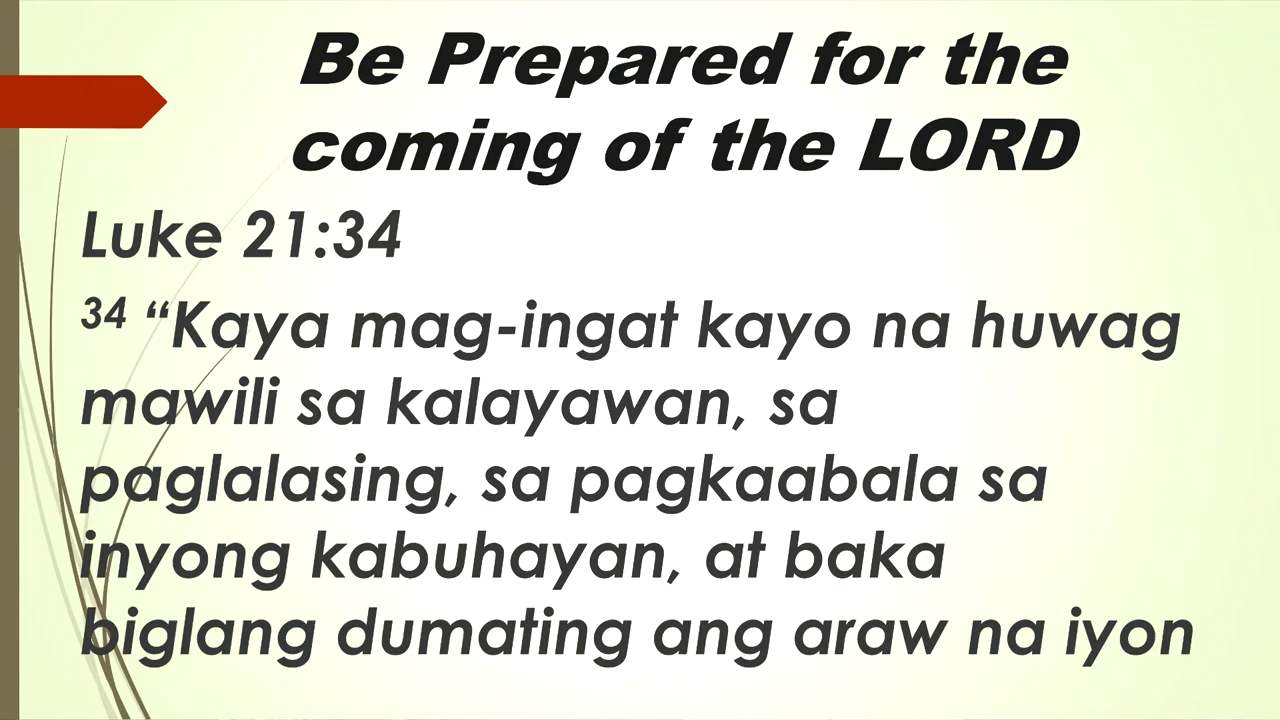 Be Prepared for the
coming of the LORD
Luke 21:34
34 “Kaya mag-ingat kayo na huwag
mawili sa kalayawan, sa
paglalasing, sa pagkaabala sa
inyong kabuhayan, at baka
biglang dumating ang araw na iyon